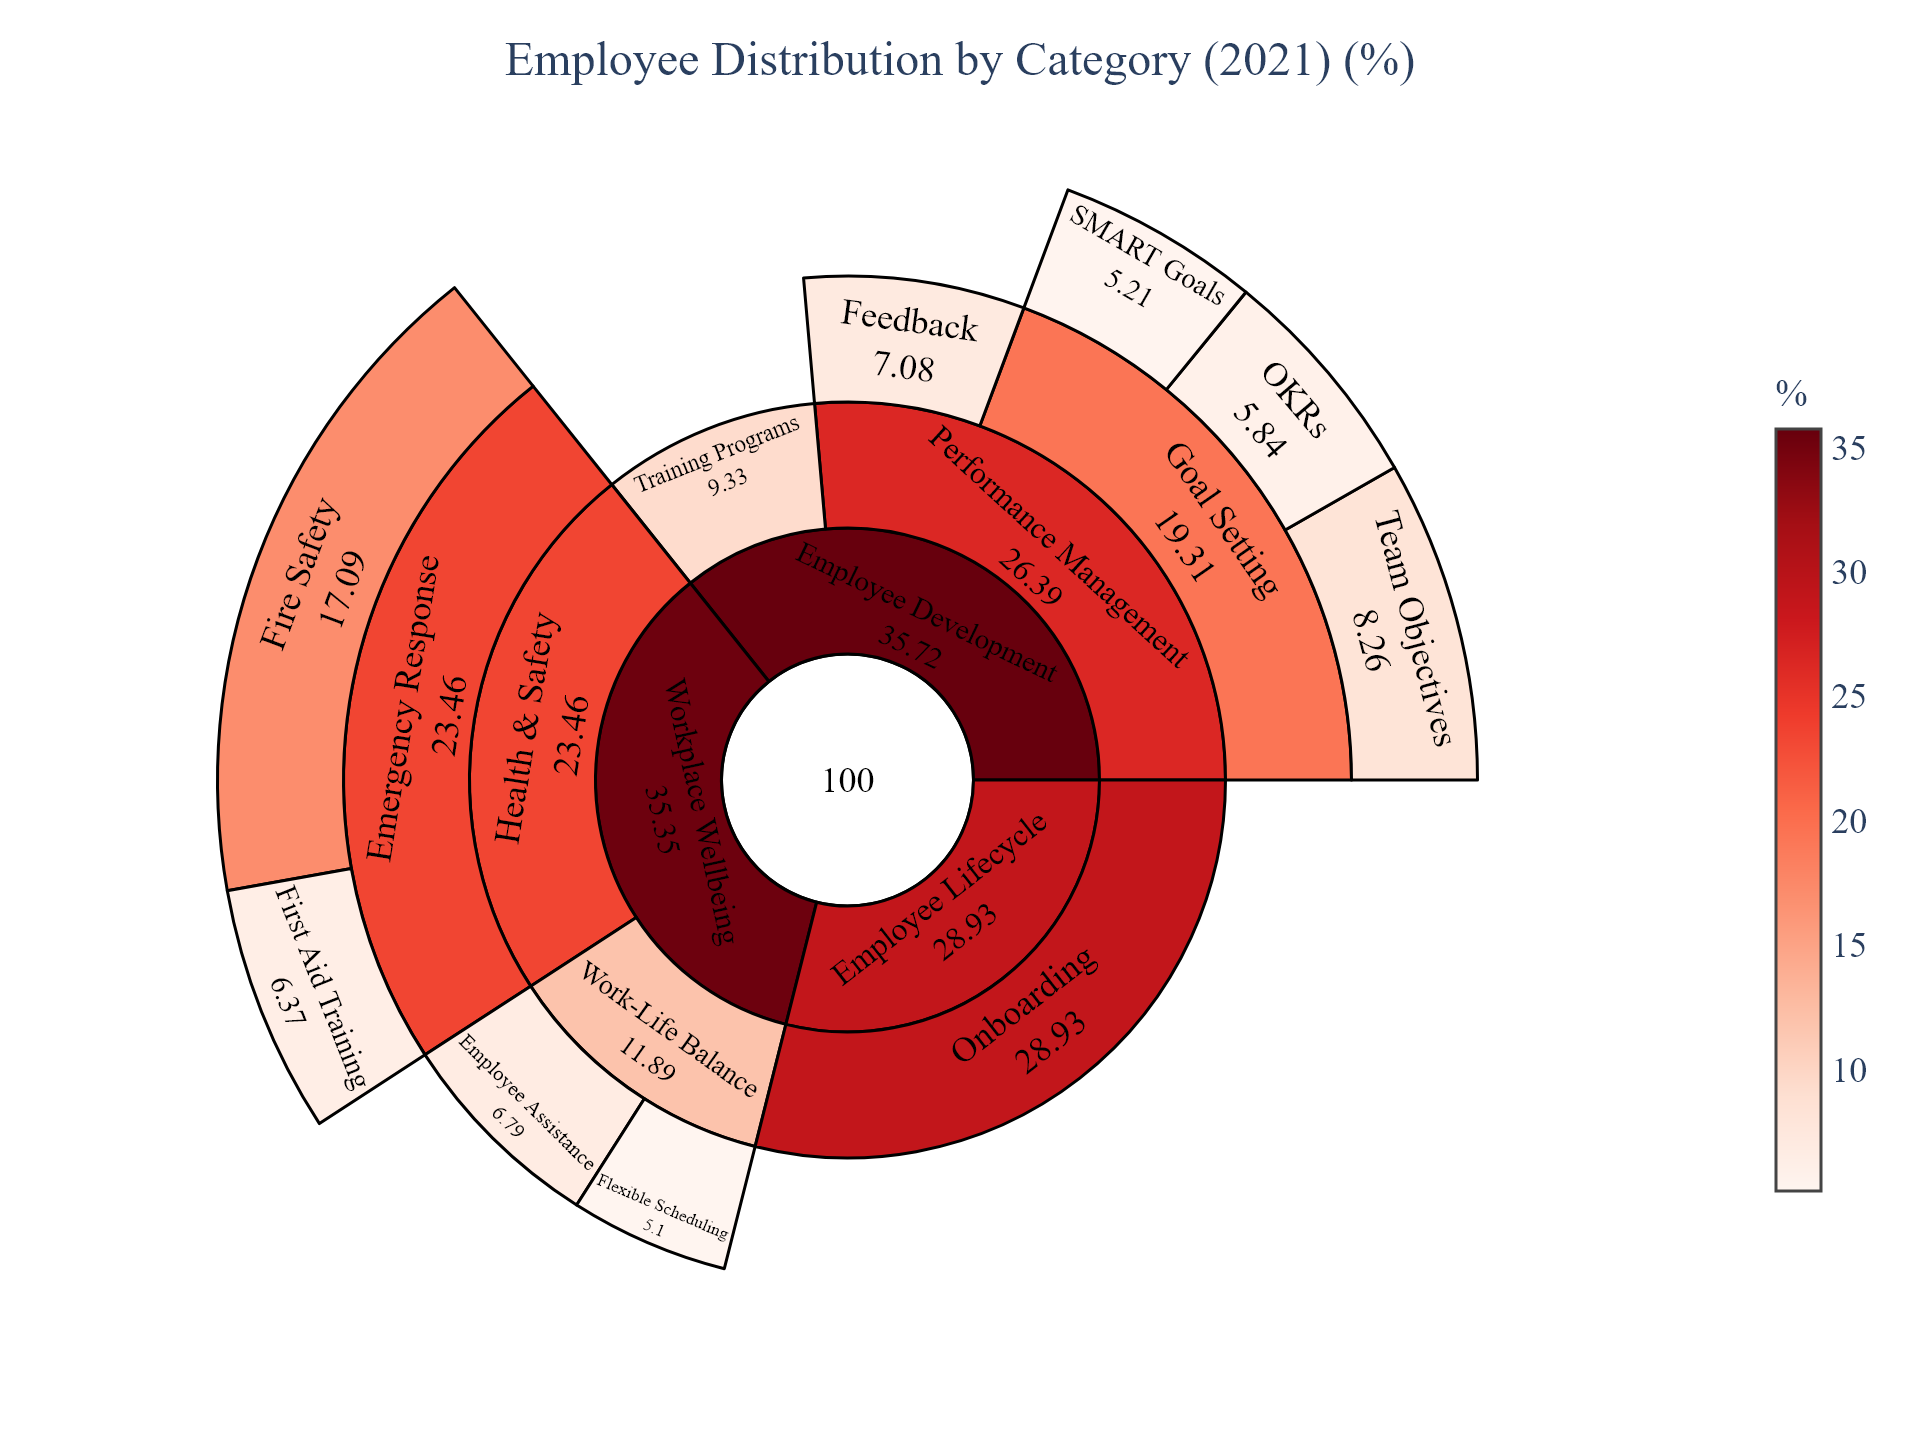 Employee Distribution by Category (2021) (%)
SMART Goals
5.21
OKRs
5.84
Team Objectives
8.26
Feedback
7.08
Goal Setting
19.31
Training Programs
9.33
Performance Management
26.39
Employee Development
35.72
Fire Safety
17.09
Emergency Response
23.46
Health & Safety
23.46
Workplace Wellbeing
35.35
100
Employee Lifecycle
28.93
Onboarding
28.93
First Aid Training
6.37
Work-Life Balance
11.89
Employee Assistance
6.79
Flexible Scheduling
5.1
%
35
30
25
20
15
10